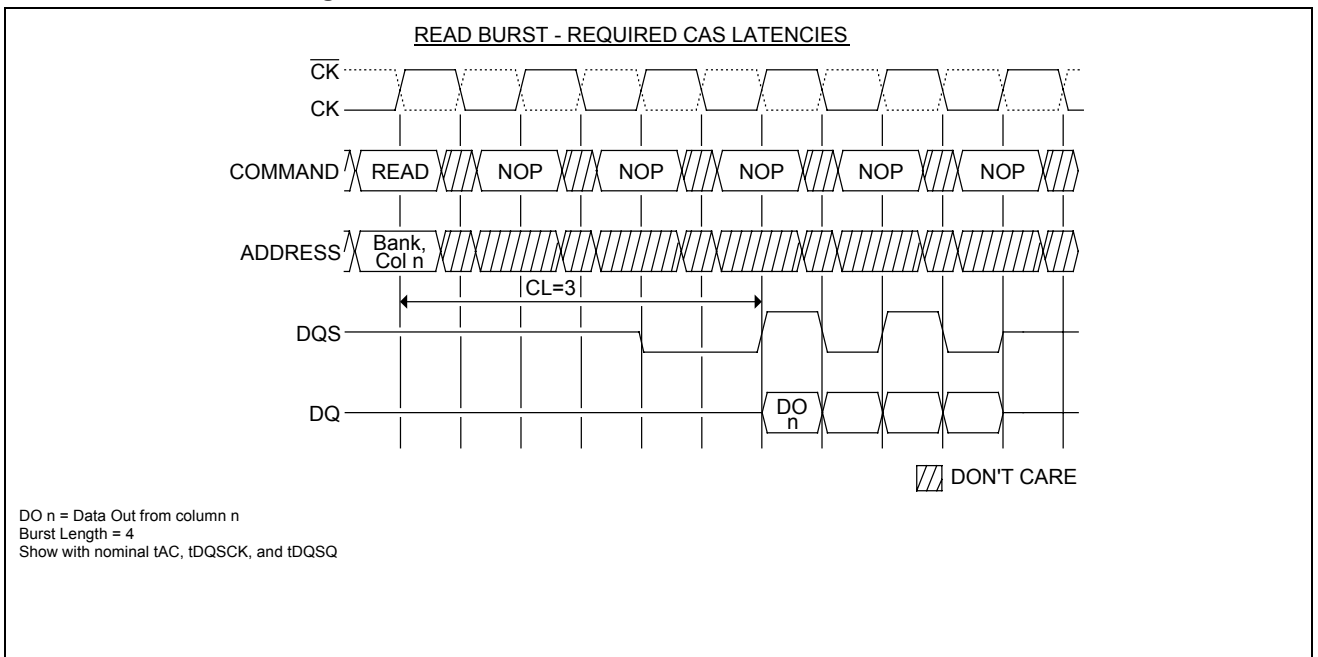 READ BURST - REQUIRED CAS LATENCIES
CK
CK
COMMAND READ NOP NOP NOP NOP NOP
ADDRESS Bank,
Col n
CL=3
DQS
DQ DO
n
DON'T CARE
DO n = Data Out from column n
Burst Length = 4
Show with nominal tAC, tDQSCK, and tDQSQ